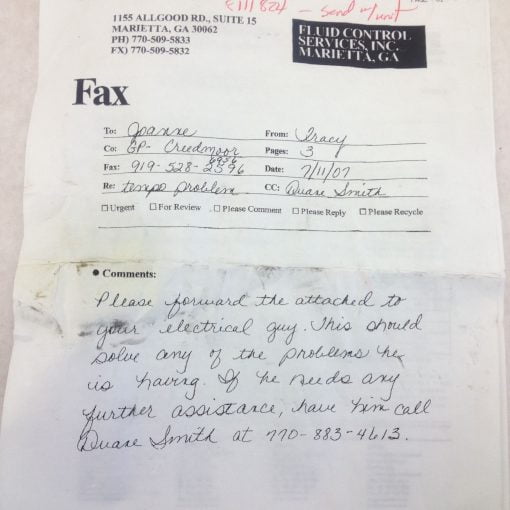 1155 ALLGOOD RD., SUITE 15
MARIETTA, GA 30062
PH) 770-509-5833
FX) 770-509-5832
— send w/unit
FLUID CONTROL
SERVICES, INC.
MARIETTA, GA
Fax
To: Joanne From: Tracy
Co: GP- Creedmoor Pages: 3
Fax: 919-528-2596 Date: 7/11/07
Re: tempo problem CC: Duane Smith
☐ Urgent ☐ For Review ☐ Please Comment ☐ Please Reply ☐ Please Recycle
• Comments:
Please forward the attached to
your electrical guy. This should
solve any of the problems he
is having. If he needs any
further assistance, have him call
Duane Smith at 770-883-4613.